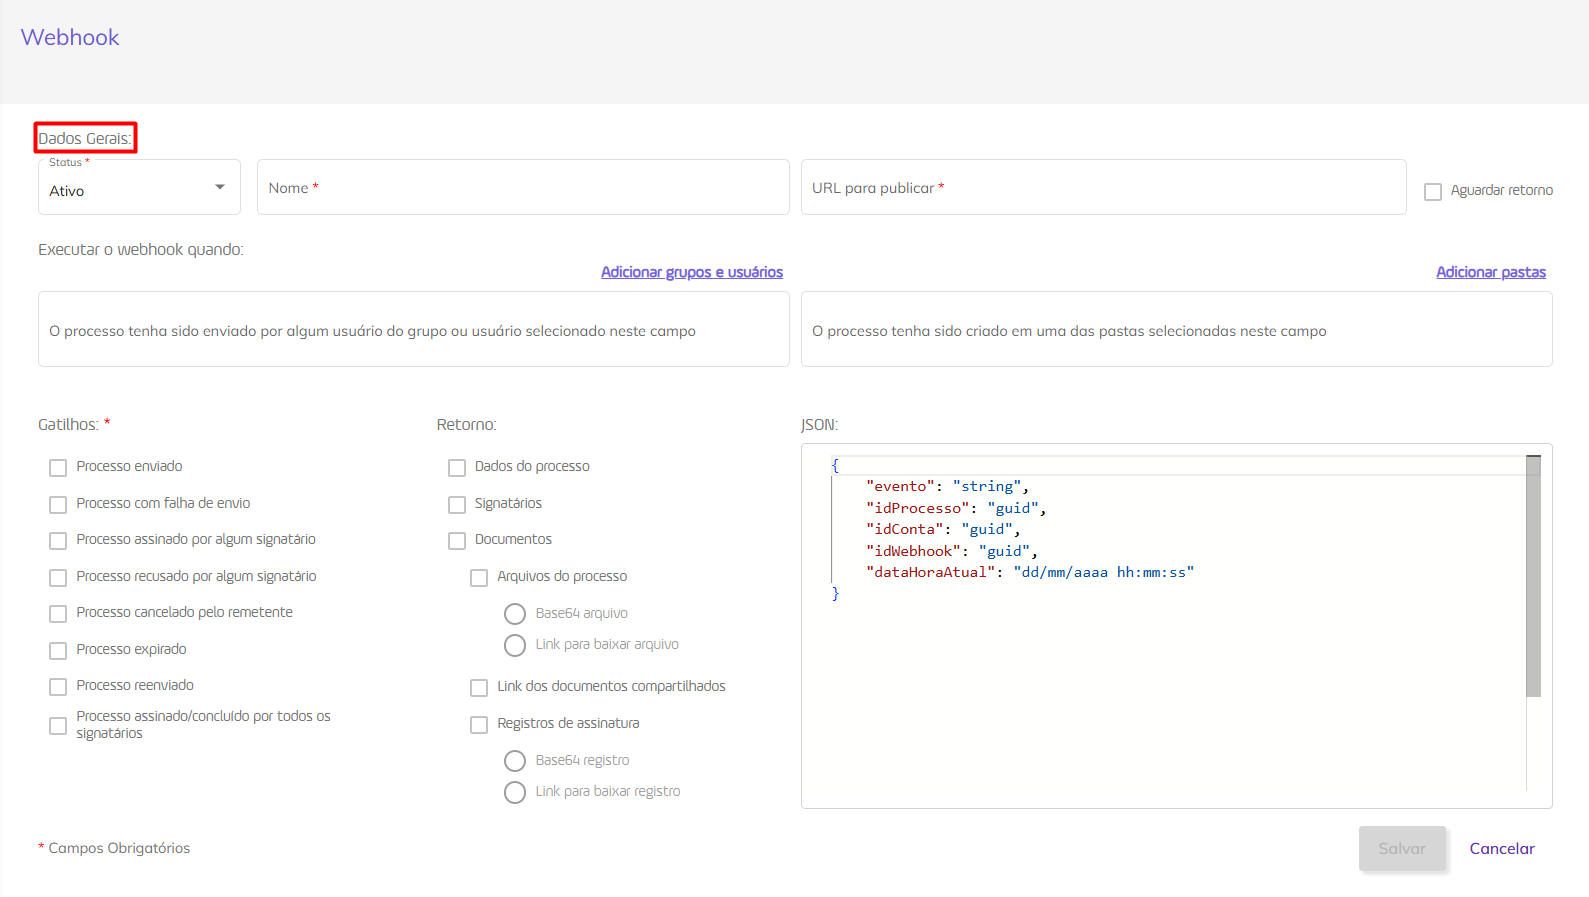 Webhook
Dados Gerais:
Status *
Ativo
Nome *
URL para publicar *
Aguardar retorno
Executar o webhook quando:
Adicionar grupos e usuários
Adicionar pastas
O processo tenha sido enviado por algum usuário do grupo ou usuário selecionado neste campo
O processo tenha sido criado em uma das pastas selecionadas neste campo
Gatilhos: *
Processo enviado
Processo com falha de envio
Processo assinado por algum signatário
Processo recusado por algum signatário
Processo cancelado pelo remetente
Processo expirado
Processo reenviado
Processo assinado/concluído por todos os
signatários
Retorno:
Dados do processo
Signatários
Documentos
Arquivos do processo
Base64 arquivo
Link para baixar arquivo
Link dos documentos compartilhados
Registros de assinatura
Base64 registro
Link para baixar registro
JSON:
{
"evento": "string",
"idProcesso": "guid",
"idConta": "guid",
"idWebhook": "guid",
"dataHoraAtual": "dd/mm/aaaa hh:mm:ss"
}
* Campos Obrigatórios
Salvar
Cancelar